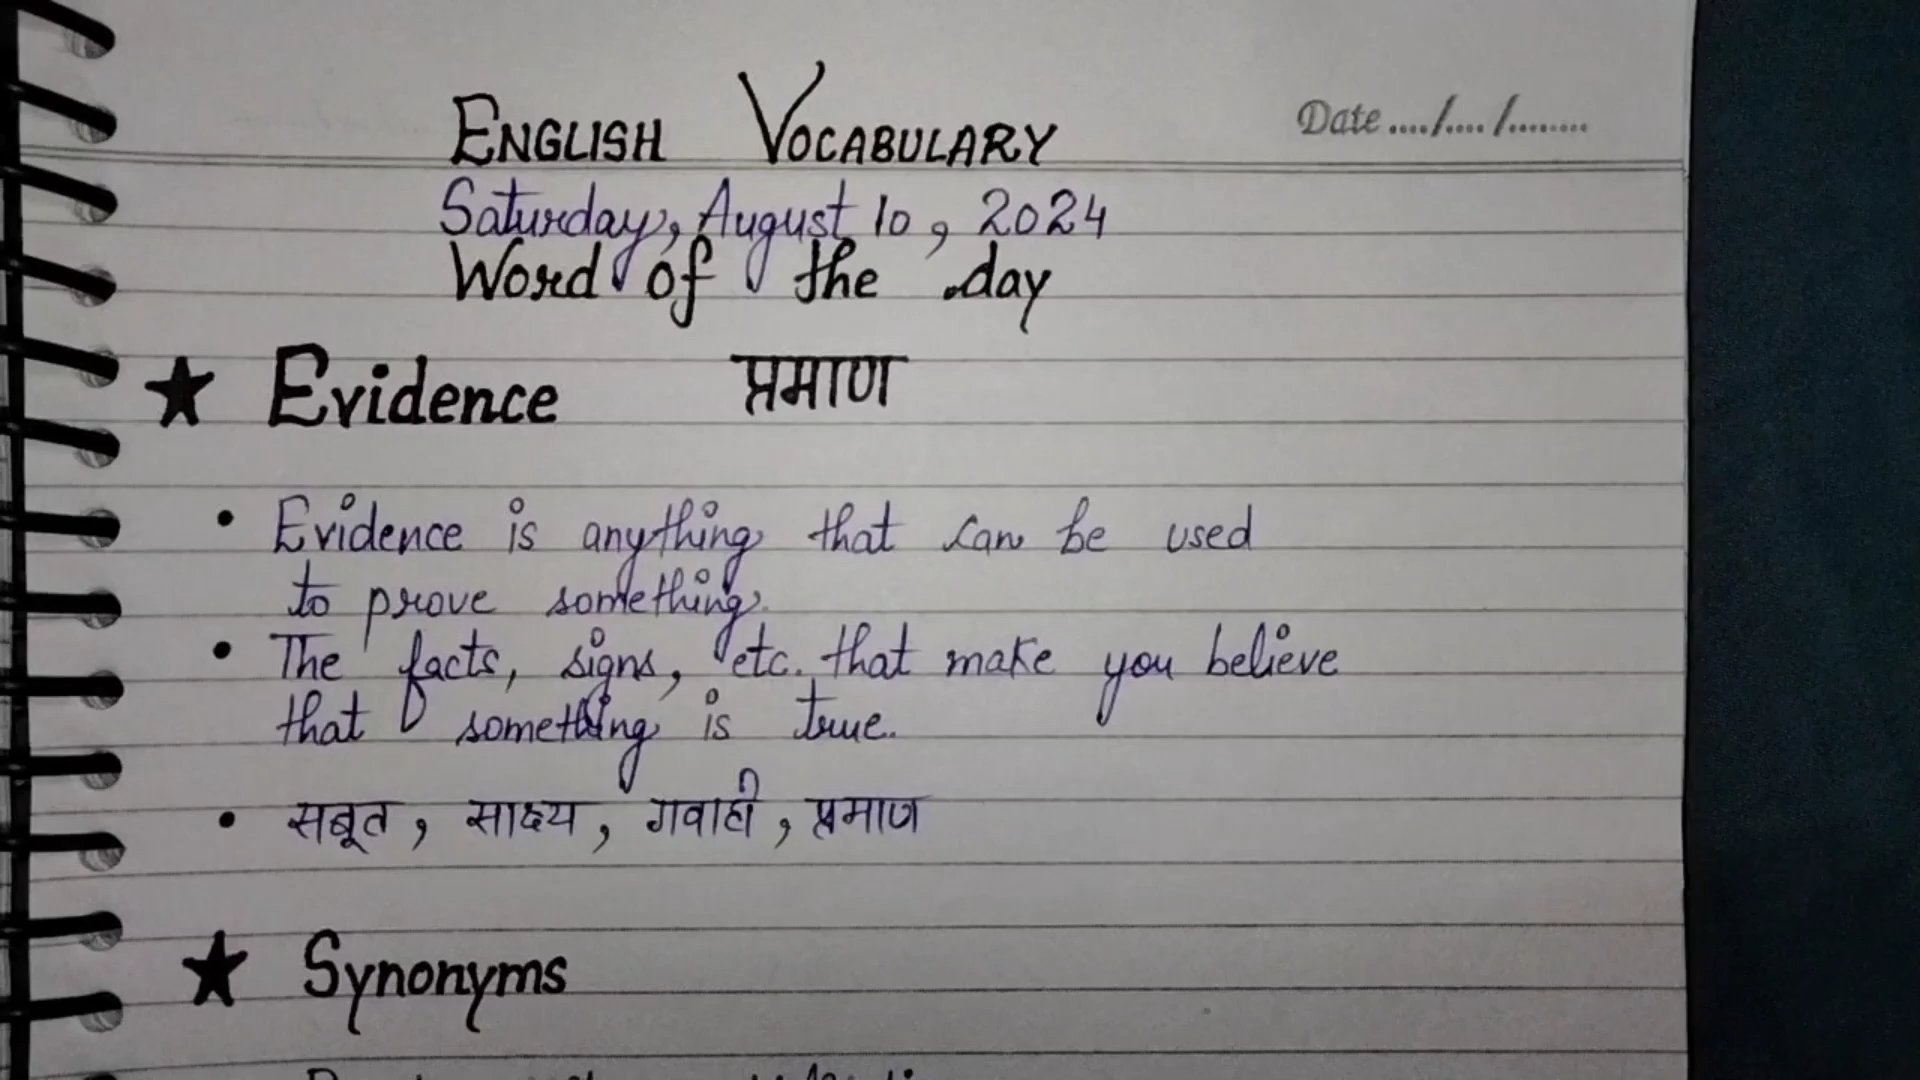 ENGLISH VOCABULARY
Date ..../..../........
Saturday, August 10, 2024
Word of the day
★ Evidence प्रमाण
• Evidence is anything that can be used
to prove something.
• The facts, signs, etc. that make you believe
that something is true.
• सबूत, साक्ष्य, गवाही, प्रमाण
★ Synonyms